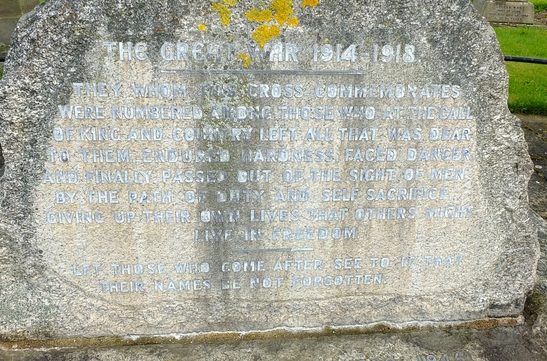 THE GREAT WAR 1914-1918
THEY WHOM THIS CROSS COMMEMORATES
WERE NUMBERED AMONG THOSE WHO AT THE CALL
OF KING AND COUNTRY LEFT ALL THAT WAS DEAR
TO THEM, ENDURED HARDNESS, FACED DANGER
AND FINALLY PASSED OUT OF THE SIGHT OF MEN
BY THE PATH OF DUTY AND SELF SACRIFICE
GIVING UP THEIR OWN LIVES THAT OTHERS MIGHT
LIVE IN FREEDOM.
LET THOSE WHO COME AFTER SEE TO IT THAT
THEIR NAMES BE NOT FORGOTTEN.